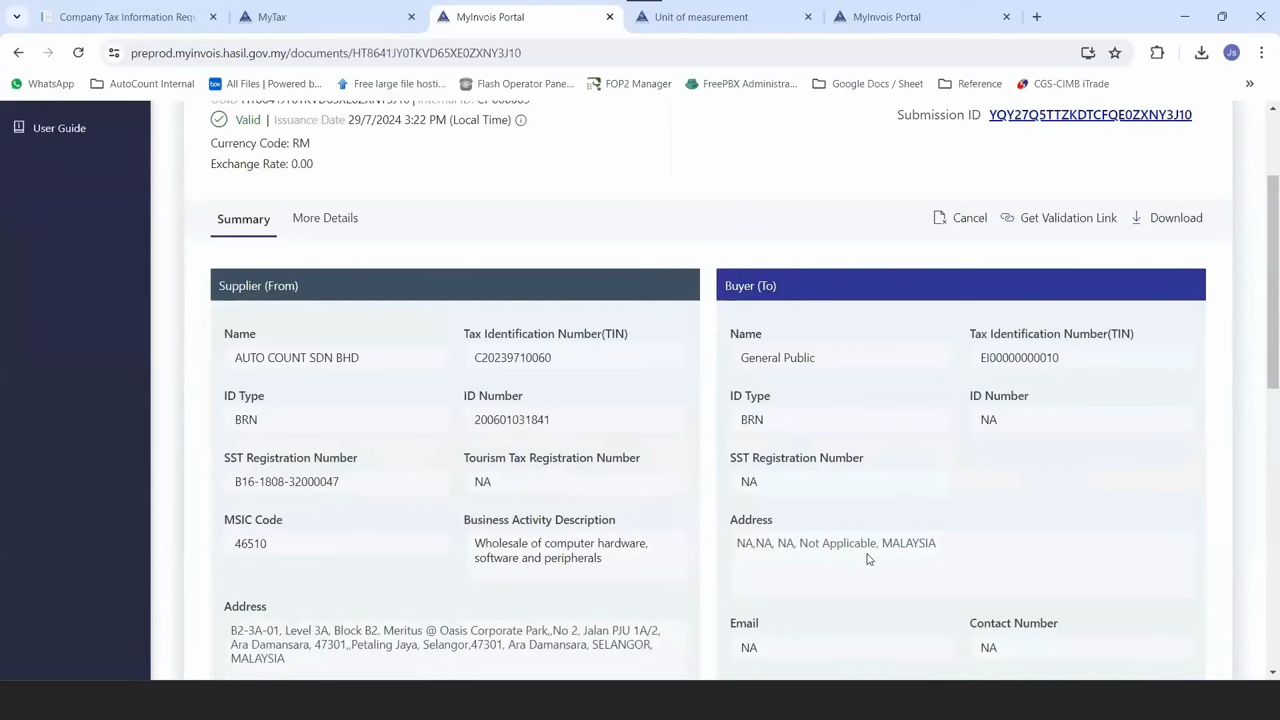 Company Tax Information Req
MyTax
MyInvois Portal
Unit of measurement
MyInvois Portal
preprod.myinvois.hasil.gov.my/documents/HT8641JY0TKVD65XE0ZXNY3J10
Js
WhatsApp
AutoCount Internal
box
All Files | Powered b...
Free large file hosti...
Flash Operator Pane...
FOP2 Manager
FreePBX Administra...
Google Docs / Sheet
Reference
CGS-CIMB iTrade
User Guide
Valid | Issuance Date 29/7/2024 3:22 PM (Local Time)
Submission ID YQY27Q5TTZKDTCFQE0ZXNY3J10
Currency Code: RM
Exchange Rate: 0.00
Summary
More Details
Cancel
Get Validation Link
Download
Supplier (From)
Name
Tax Identification Number(TIN)
AUTO COUNT SDN BHD
C20239710060
ID Type
ID Number
BRN
200601031841
SST Registration Number
Tourism Tax Registration Number
B16-1808-32000047
NA
MSIC Code
Business Activity Description
46510
Wholesale of computer hardware,
software and peripherals
Address
B2-3A-01, Level 3A, Block B2, Meritus @ Oasis Corporate Park,,No 2, Jalan PJU 1A/2,
Ara Damansara, 47301,,Petaling Jaya, Selangor,47301, Ara Damansara, SELANGOR,
MALAYSIA
Buyer (To)
Name
Tax Identification Number(TIN)
General Public
EI00000000010
ID Type
ID Number
BRN
NA
SST Registration Number
NA
Address
NA,NA, NA, Not Applicable, MALAYSIA
Email
Contact Number
NA
NA